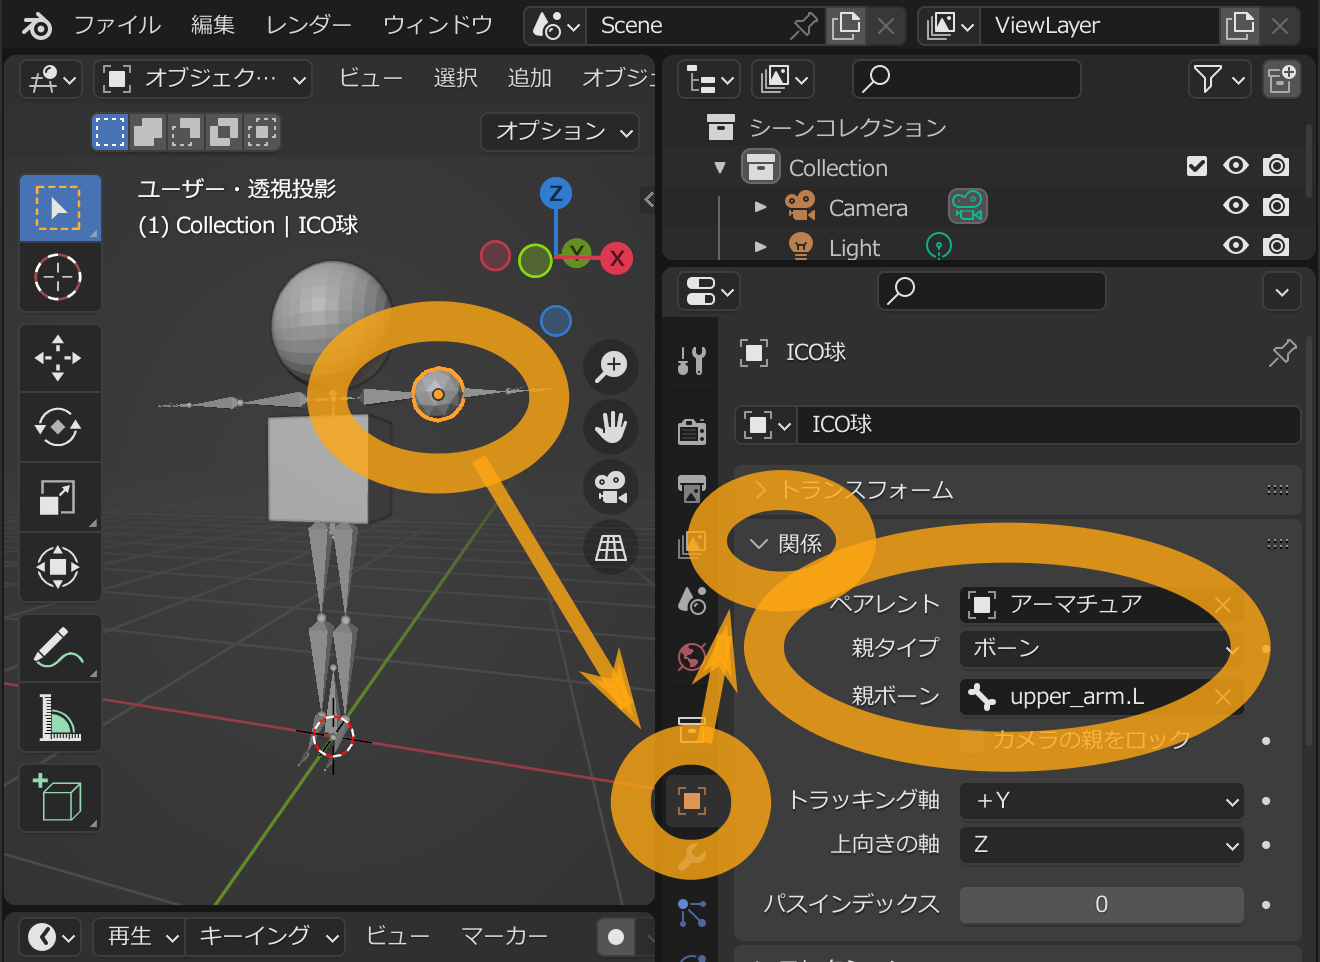 ファイル 編集 レンダー ウィンドウ Scene ViewLayer
オブジェク… ビュー 選択 追加 オブジェ
オプション
シーンコレクション
Collection
Camera
Light
ユーザー・透視投影
(1) Collection | ICO球
Z
Y
X
ICO球
ICO球
トランスフォーム
関係
ペアレント アーマチュア
親タイプ ボーン
親ボーン upper_arm.L
カメラの親をロック
トラッキング軸 +Y
上向きの軸 Z
パスインデックス 0
再生 キーイング ビュー マーカー